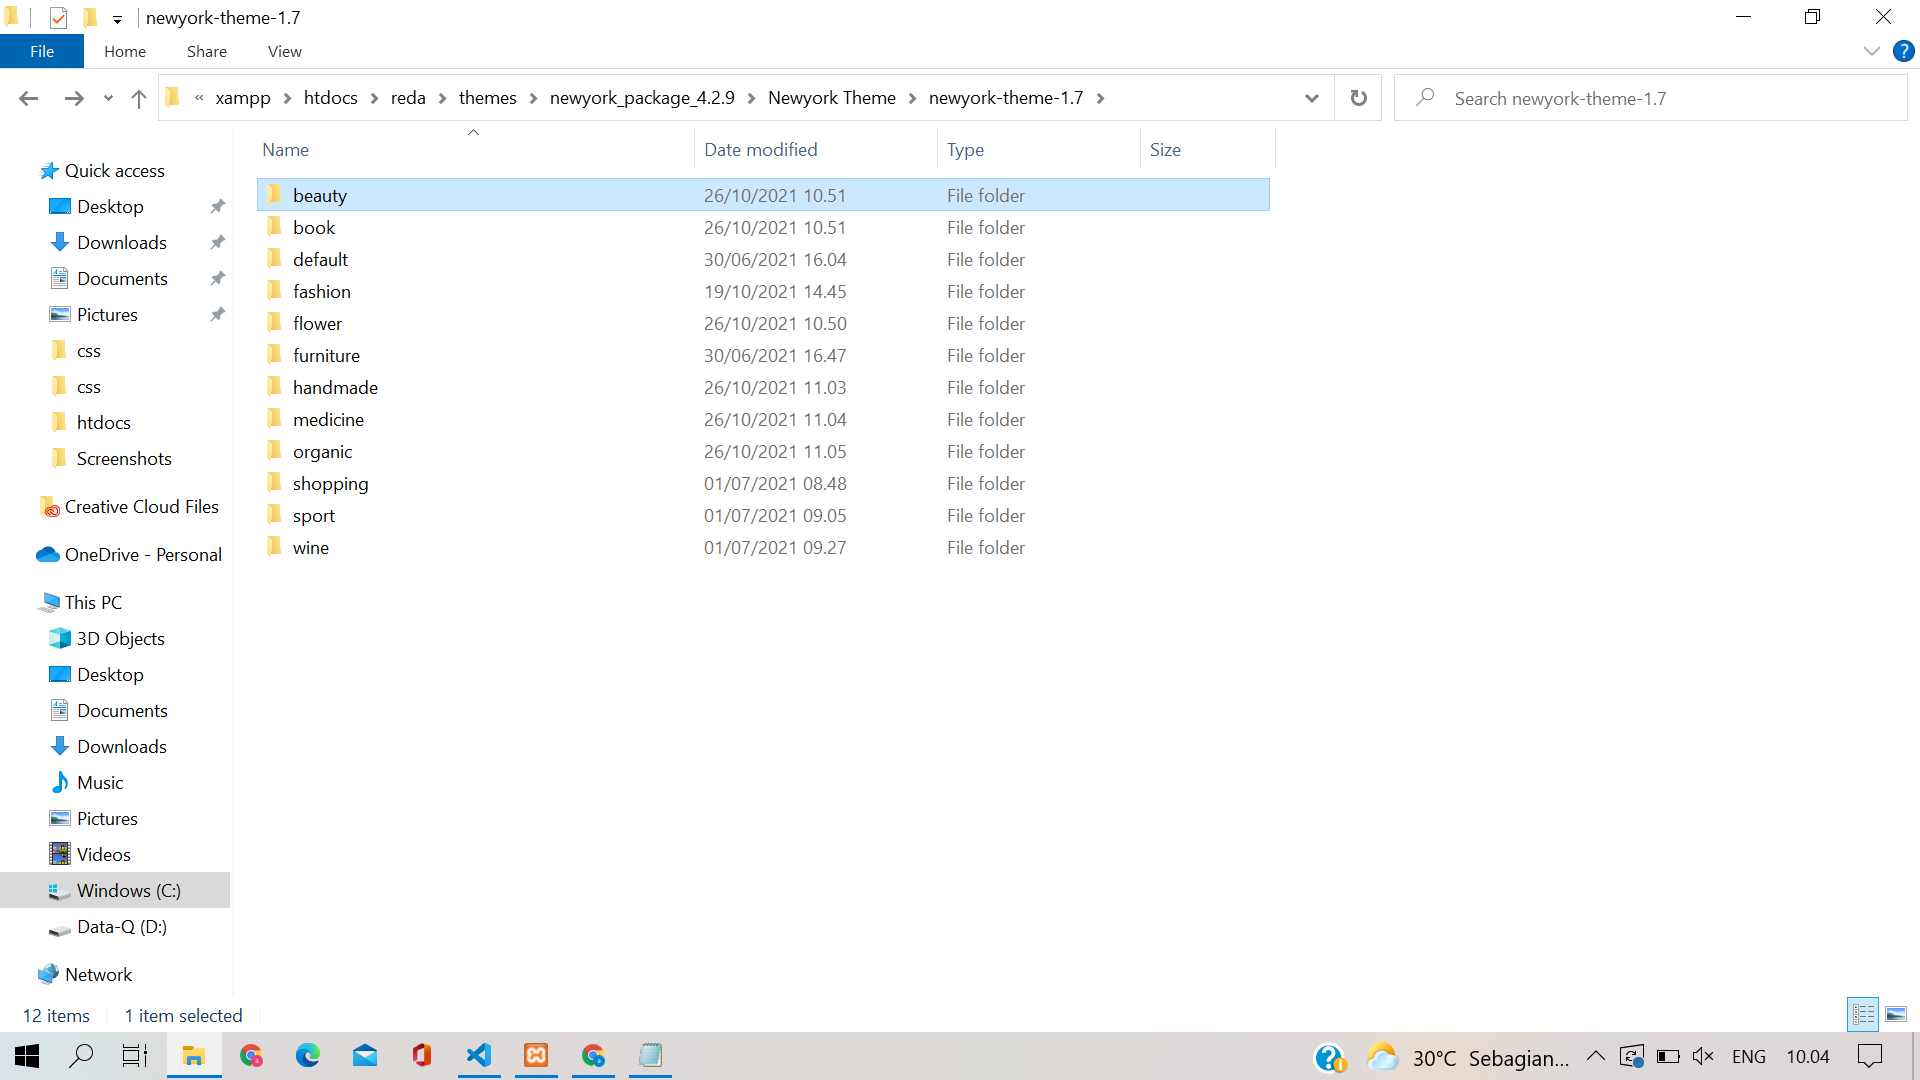 newyork-theme-1.7
File Home Share View
« xampp > htdocs > reda > themes > newyork_package_4.2.9 > Newyork Theme > newyork-theme-1.7 >
Search newyork-theme-1.7
Name Date modified Type Size
Quick access
Desktop
Downloads
Documents
Pictures
css
css
htdocs
Screenshots
Creative Cloud Files
OneDrive - Personal
This PC
3D Objects
Desktop
Documents
Downloads
Music
Pictures
Videos
Windows (C:)
Data-Q (D:)
Network
beauty 26/10/2021 10.51 File folder
book 26/10/2021 10.51 File folder
default 30/06/2021 16.04 File folder
fashion 19/10/2021 14.45 File folder
flower 26/10/2021 10.50 File folder
furniture 30/06/2021 16.47 File folder
handmade 26/10/2021 11.03 File folder
medicine 26/10/2021 11.04 File folder
organic 26/10/2021 11.05 File folder
shopping 01/07/2021 08.48 File folder
sport 01/07/2021 09.05 File folder
wine 01/07/2021 09.27 File folder
12 items 1 item selected
30°C Sebagian... ENG 10.04